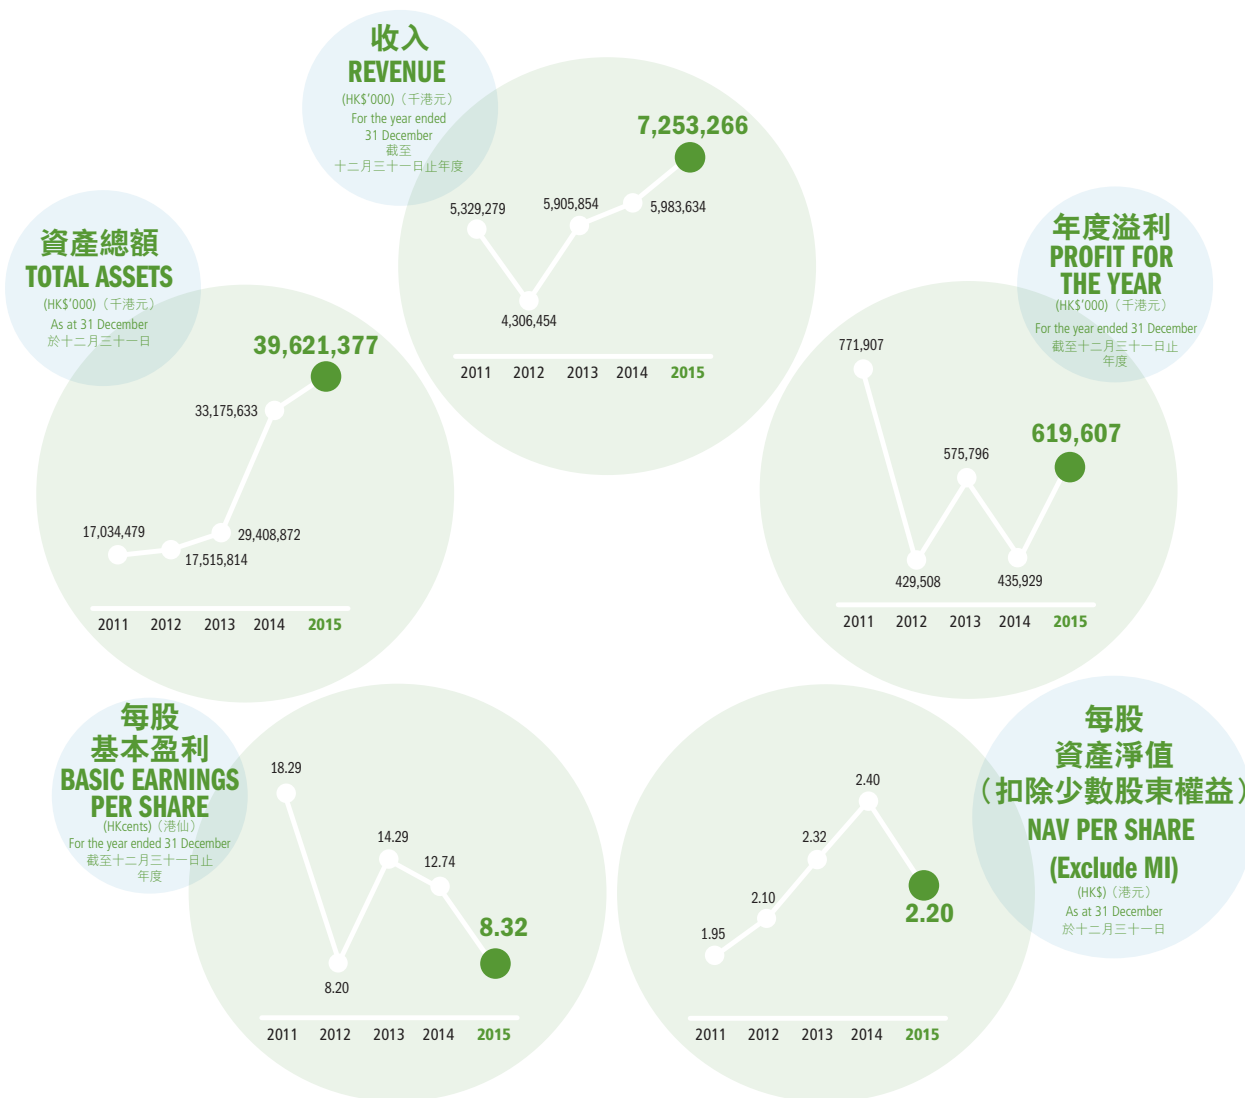 收入
REVENUE
(HK$'000)（千港元）
For the year ended
31 December
截至
十二月三十一日止年度
7,253,266
5,329,279
5,905,854
5,983,634
4,306,454
2011 2012 2013 2014 2015
資產總額
TOTAL ASSETS
(HK$'000)（千港元）
As at 31 December
於十二月三十一日
39,621,377
33,175,633
17,034,479
29,408,872
17,515,814
2011 2012 2013 2014 2015
年度溢利
PROFIT FOR
THE YEAR
(HK$'000)（千港元）
For the year ended 31 December
截至十二月三十一日止
年度
771,907
619,607
575,796
429,508
435,929
2011 2012 2013 2014 2015
每股
基本盈利
BASIC EARNINGS
PER SHARE
(HKcents)（港仙）
For the year ended 31 December
截至十二月三十一日止
年度
18.29
14.29
12.74
8.32
8.20
2011 2012 2013 2014 2015
每股
資產淨值
（扣除少數股東權益）
NAV PER SHARE
(Exclude MI)
(HK$)（港元）
As at 31 December
於十二月三十一日
2.40
2.32
2.10
2.20
1.95
2011 2012 2013 2014 2015